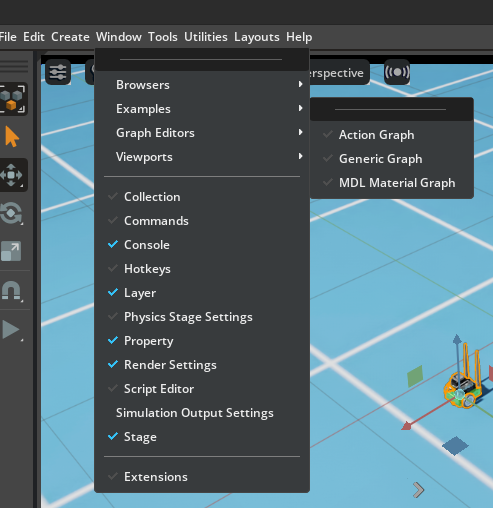 File Edit Create Window Tools Utilities Layouts Help
erspective
Browsers
Examples
Graph Editors
Viewports
Action Graph
Generic Graph
MDL Material Graph
Collection
Commands
Console
Hotkeys
Layer
Physics Stage Settings
Property
Render Settings
Script Editor
Simulation Output Settings
Stage
Extensions